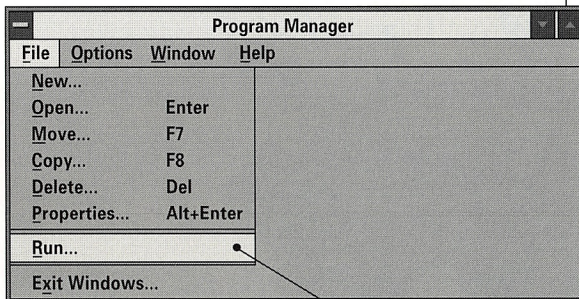 Program Manager
File Options Window Help
New...
Open... Enter
Move... F7
Copy... F8
Delete... Del
Properties... Alt+Enter
Run...
Exit Windows...